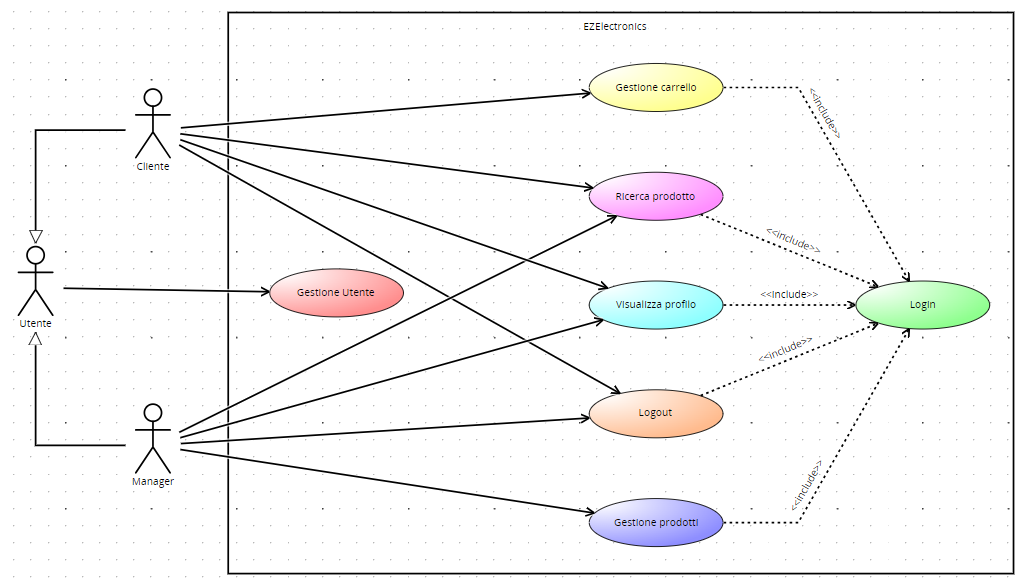 EZElectronics
Gestione carrello
<<include>>
Cliente
Ricerca prodotto
<<include>>
Gestione Utente
Visualizza profilo
<<include>>
Login
Utente
<<include>>
Logout
Manager
<<include>>
Gestione prodotti